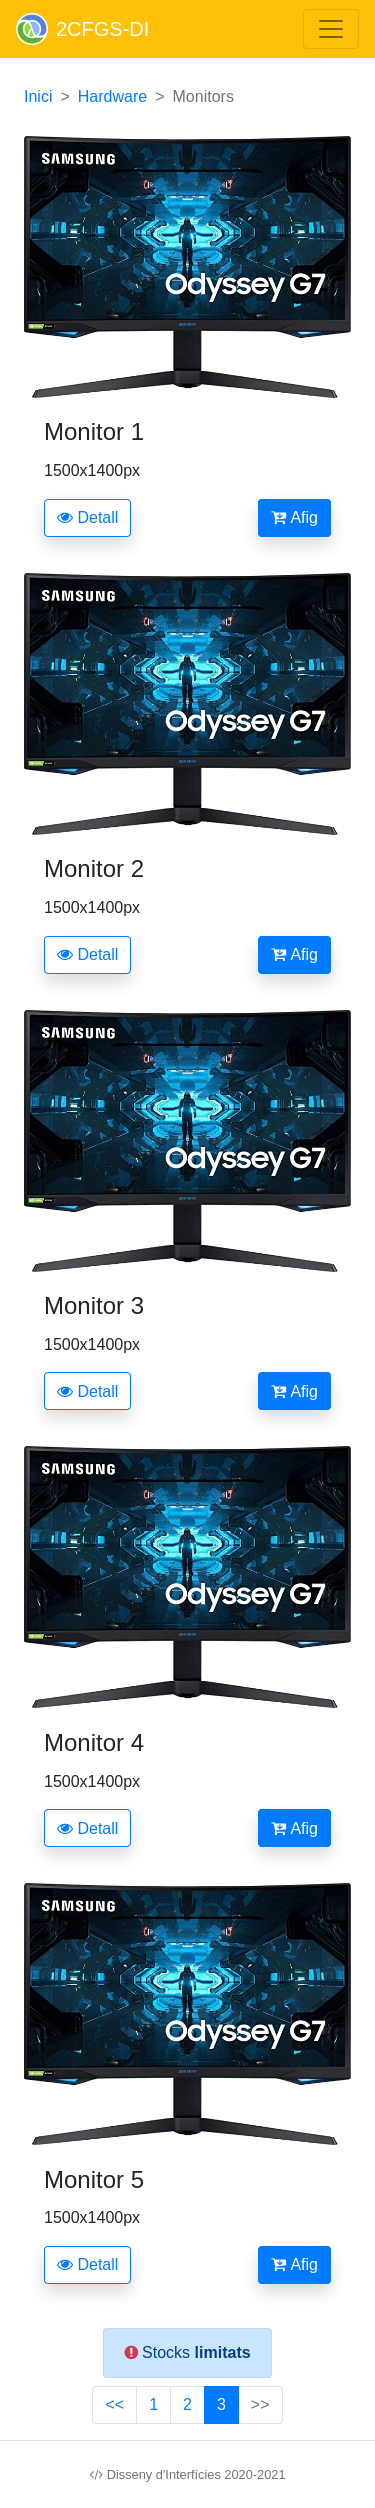 2CFGS-DI
Inici > Hardware > Monitors
SAMSUNG
Odyssey G7
Monitor 1
1500x1400px
Detall Afig
SAMSUNG
Odyssey G7
Monitor 2
1500x1400px
Detall Afig
SAMSUNG
Odyssey G7
Monitor 3
1500x1400px
Detall Afig
SAMSUNG
Odyssey G7
Monitor 4
1500x1400px
Detall Afig
SAMSUNG
Odyssey G7
Monitor 5
1500x1400px
Detall Afig
Stocks limitats
<< 1 2 3 >>
Disseny d'Interfícies 2020-2021